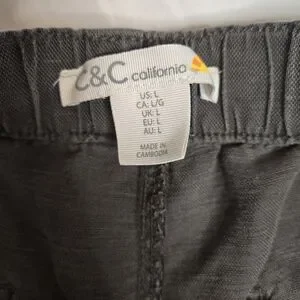 C&C california
US: L
CA: L/G
UK: L
EU: L
AU: L
MADE IN
CAMBODIA